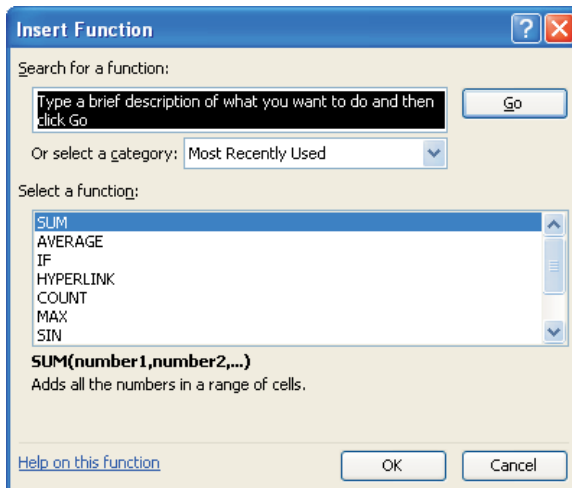 Insert Function
Search for a function:
Type a brief description of what you want to do and then
click Go
Go
Or select a category: Most Recently Used
Select a function:
SUM
AVERAGE
IF
HYPERLINK
COUNT
MAX
SIN
SUM(number1,number2,...)
Adds all the numbers in a range of cells.
Help on this function
OK
Cancel